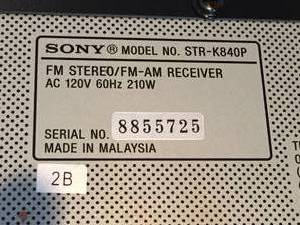 SONY® MODEL NO. STR-K840P
FM STEREO/FM-AM RECEIVER
AC 120V 60Hz 210W
SERIAL NO. 8855725
MADE IN MALAYSIA
2B